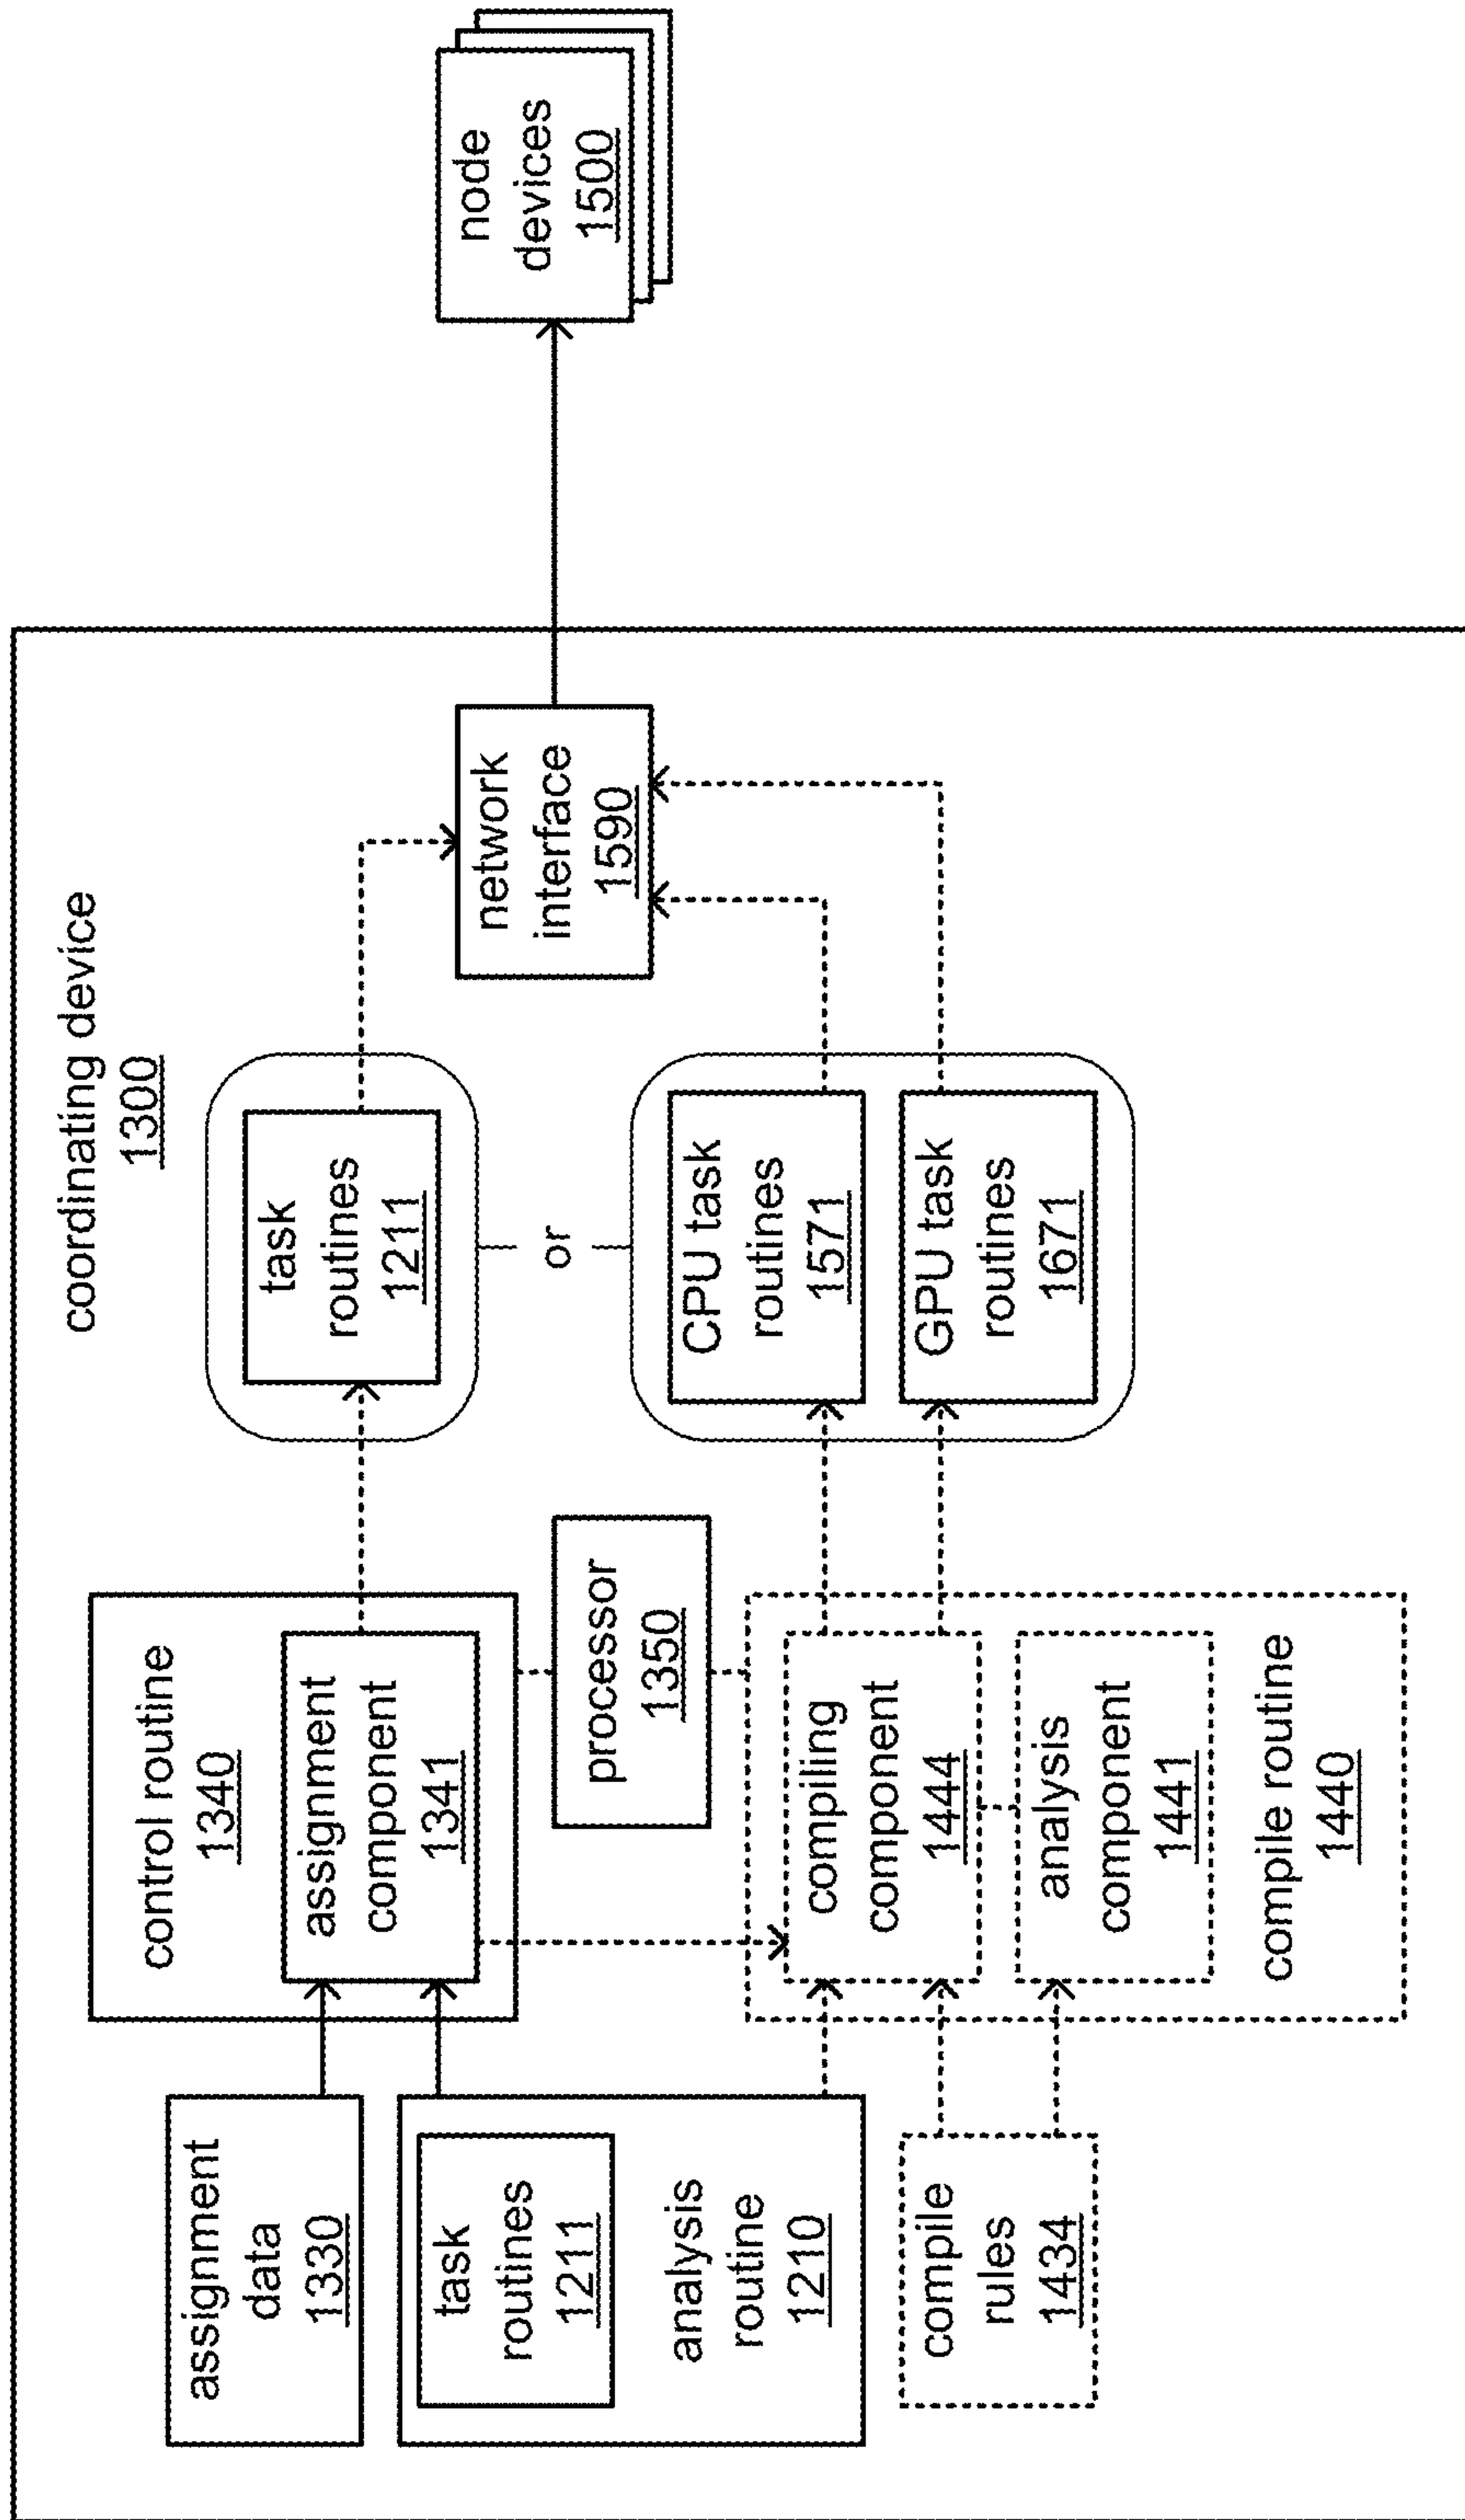 coordinating device
1300
assignment
data
1330
task
routines
1211
analysis
routine
1210
compile
rules
1434
control routine
1340
assignment
component
1341
processor
1350
compiling
component
1444
analysis
component
1441
compile routine
1440
task
routines
1211
or
CPU task
routines
1571
GPU task
routines
1671
network
interface
1590
node
devices
1500